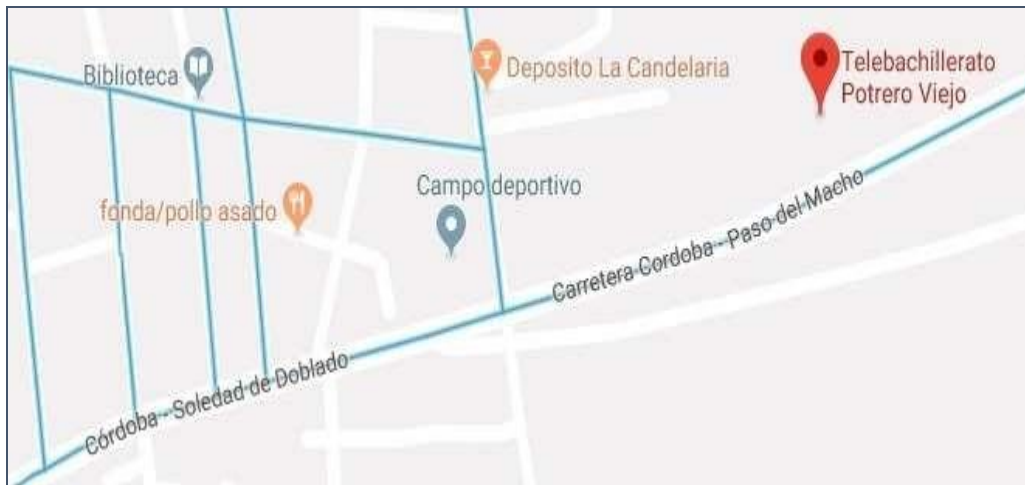 Biblioteca
Deposito La Candelaria
Telebachillerato
Potrero Viejo
Campo deportivo
fonda/pollo asado
Carretera Cordoba - Paso del Macho
Córdoba - Soledad de Doblado